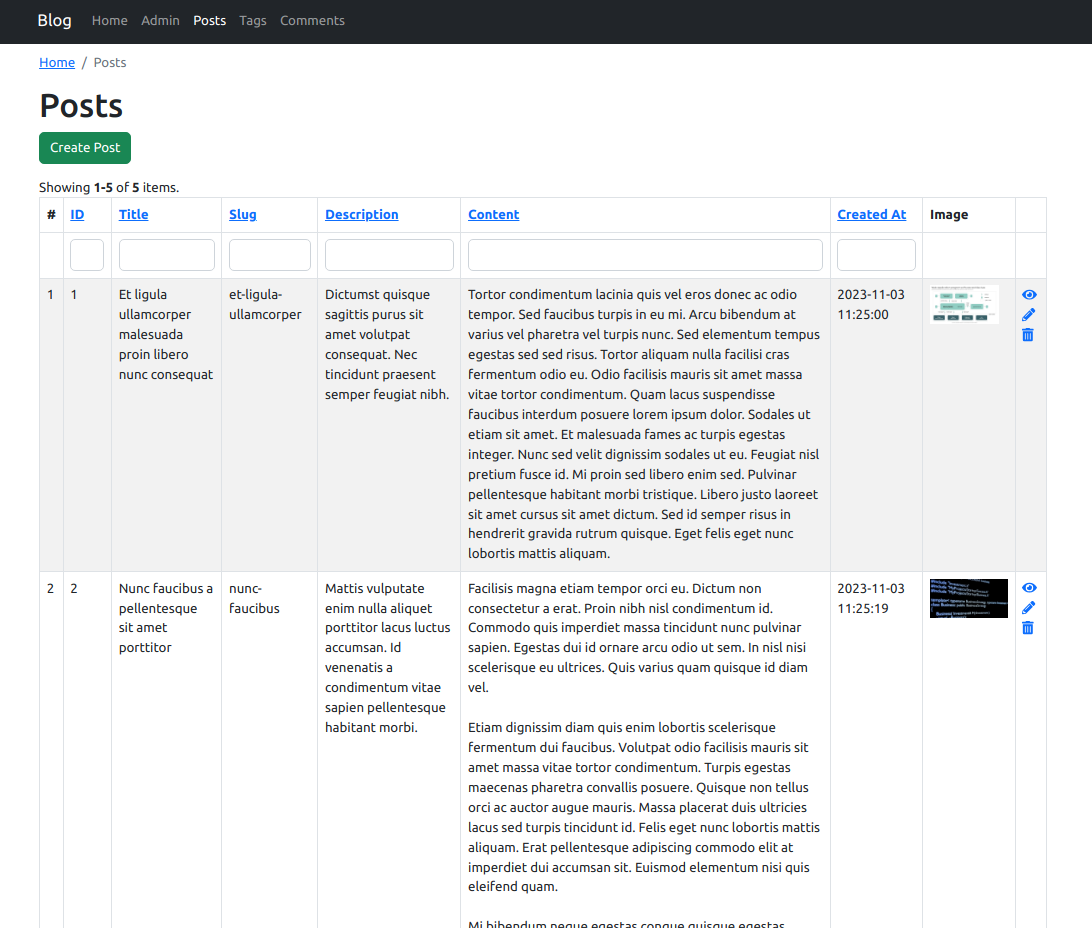 Blog Home Admin Posts Tags Comments
Home / Posts
Posts
Create Post
Showing 1-5 of 5 items.
# ID Title Slug Description Content Created At Image
1 1
Et ligula
ullamcorper
malesuada
proin libero
nunc consequat
et-ligula-
ullamcorper
Dictumst quisque
sagittis purus sit
amet volutpat
consequat. Nec
tincidunt praesent
semper feugiat nibh.
Tortor condimentum lacinia quis vel eros donec ac odio
tempor. Sed faucibus turpis in eu mi. Arcu bibendum at
varius vel pharetra vel turpis nunc. Sed elementum tempus
egestas sed sed risus. Tortor aliquam nulla facilisi cras
fermentum odio eu. Odio facilisis mauris sit amet massa
vitae tortor condimentum. Quam lacus suspendisse
faucibus interdum posuere lorem ipsum dolor. Sodales ut
etiam sit amet. Et malesuada fames ac turpis egestas
integer. Nunc sed velit dignissim sodales ut eu. Feugiat nisl
pretium fusce id. Mi proin sed libero enim sed. Pulvinar
pellentesque habitant morbi tristique. Libero justo laoreet
sit amet cursus sit amet dictum. Sed id semper risus in
hendrerit gravida rutrum quisque. Eget felis eget nunc
lobortis mattis aliquam.
2023-11-03
11:25:00
2 2
Nunc faucibus a
pellentesque
sit amet
porttitor
nunc-
faucibus
Mattis vulputate
enim nulla aliquet
porttitor lacus luctus
accumsan. Id
venenatis a
condimentum vitae
sapien pellentesque
habitant morbi.
Facilisis magna etiam tempor orci eu. Dictum non
consectetur a erat. Proin nibh nisl condimentum id.
Commodo quis imperdiet massa tincidunt nunc pulvinar
sapien. Egestas dui id ornare arcu odio ut sem. In nisl nisi
scelerisque eu ultrices. Quis varius quam quisque id diam
vel.
Etiam dignissim diam quis enim lobortis scelerisque
fermentum dui faucibus. Volutpat odio facilisis mauris sit
amet massa vitae tortor condimentum. Turpis egestas
maecenas pharetra convallis posuere. Quisque non tellus
orci ac auctor augue mauris. Massa placerat duis ultricies
lacus sed turpis tincidunt id. Felis eget nunc lobortis mattis
aliquam. Erat pellentesque adipiscing commodo elit at
imperdiet dui accumsan sit. Euismod elementum nisi quis
eleifend quam.
Mi bibendum neque egestas congue quisque egestas
2023-11-03
11:25:19